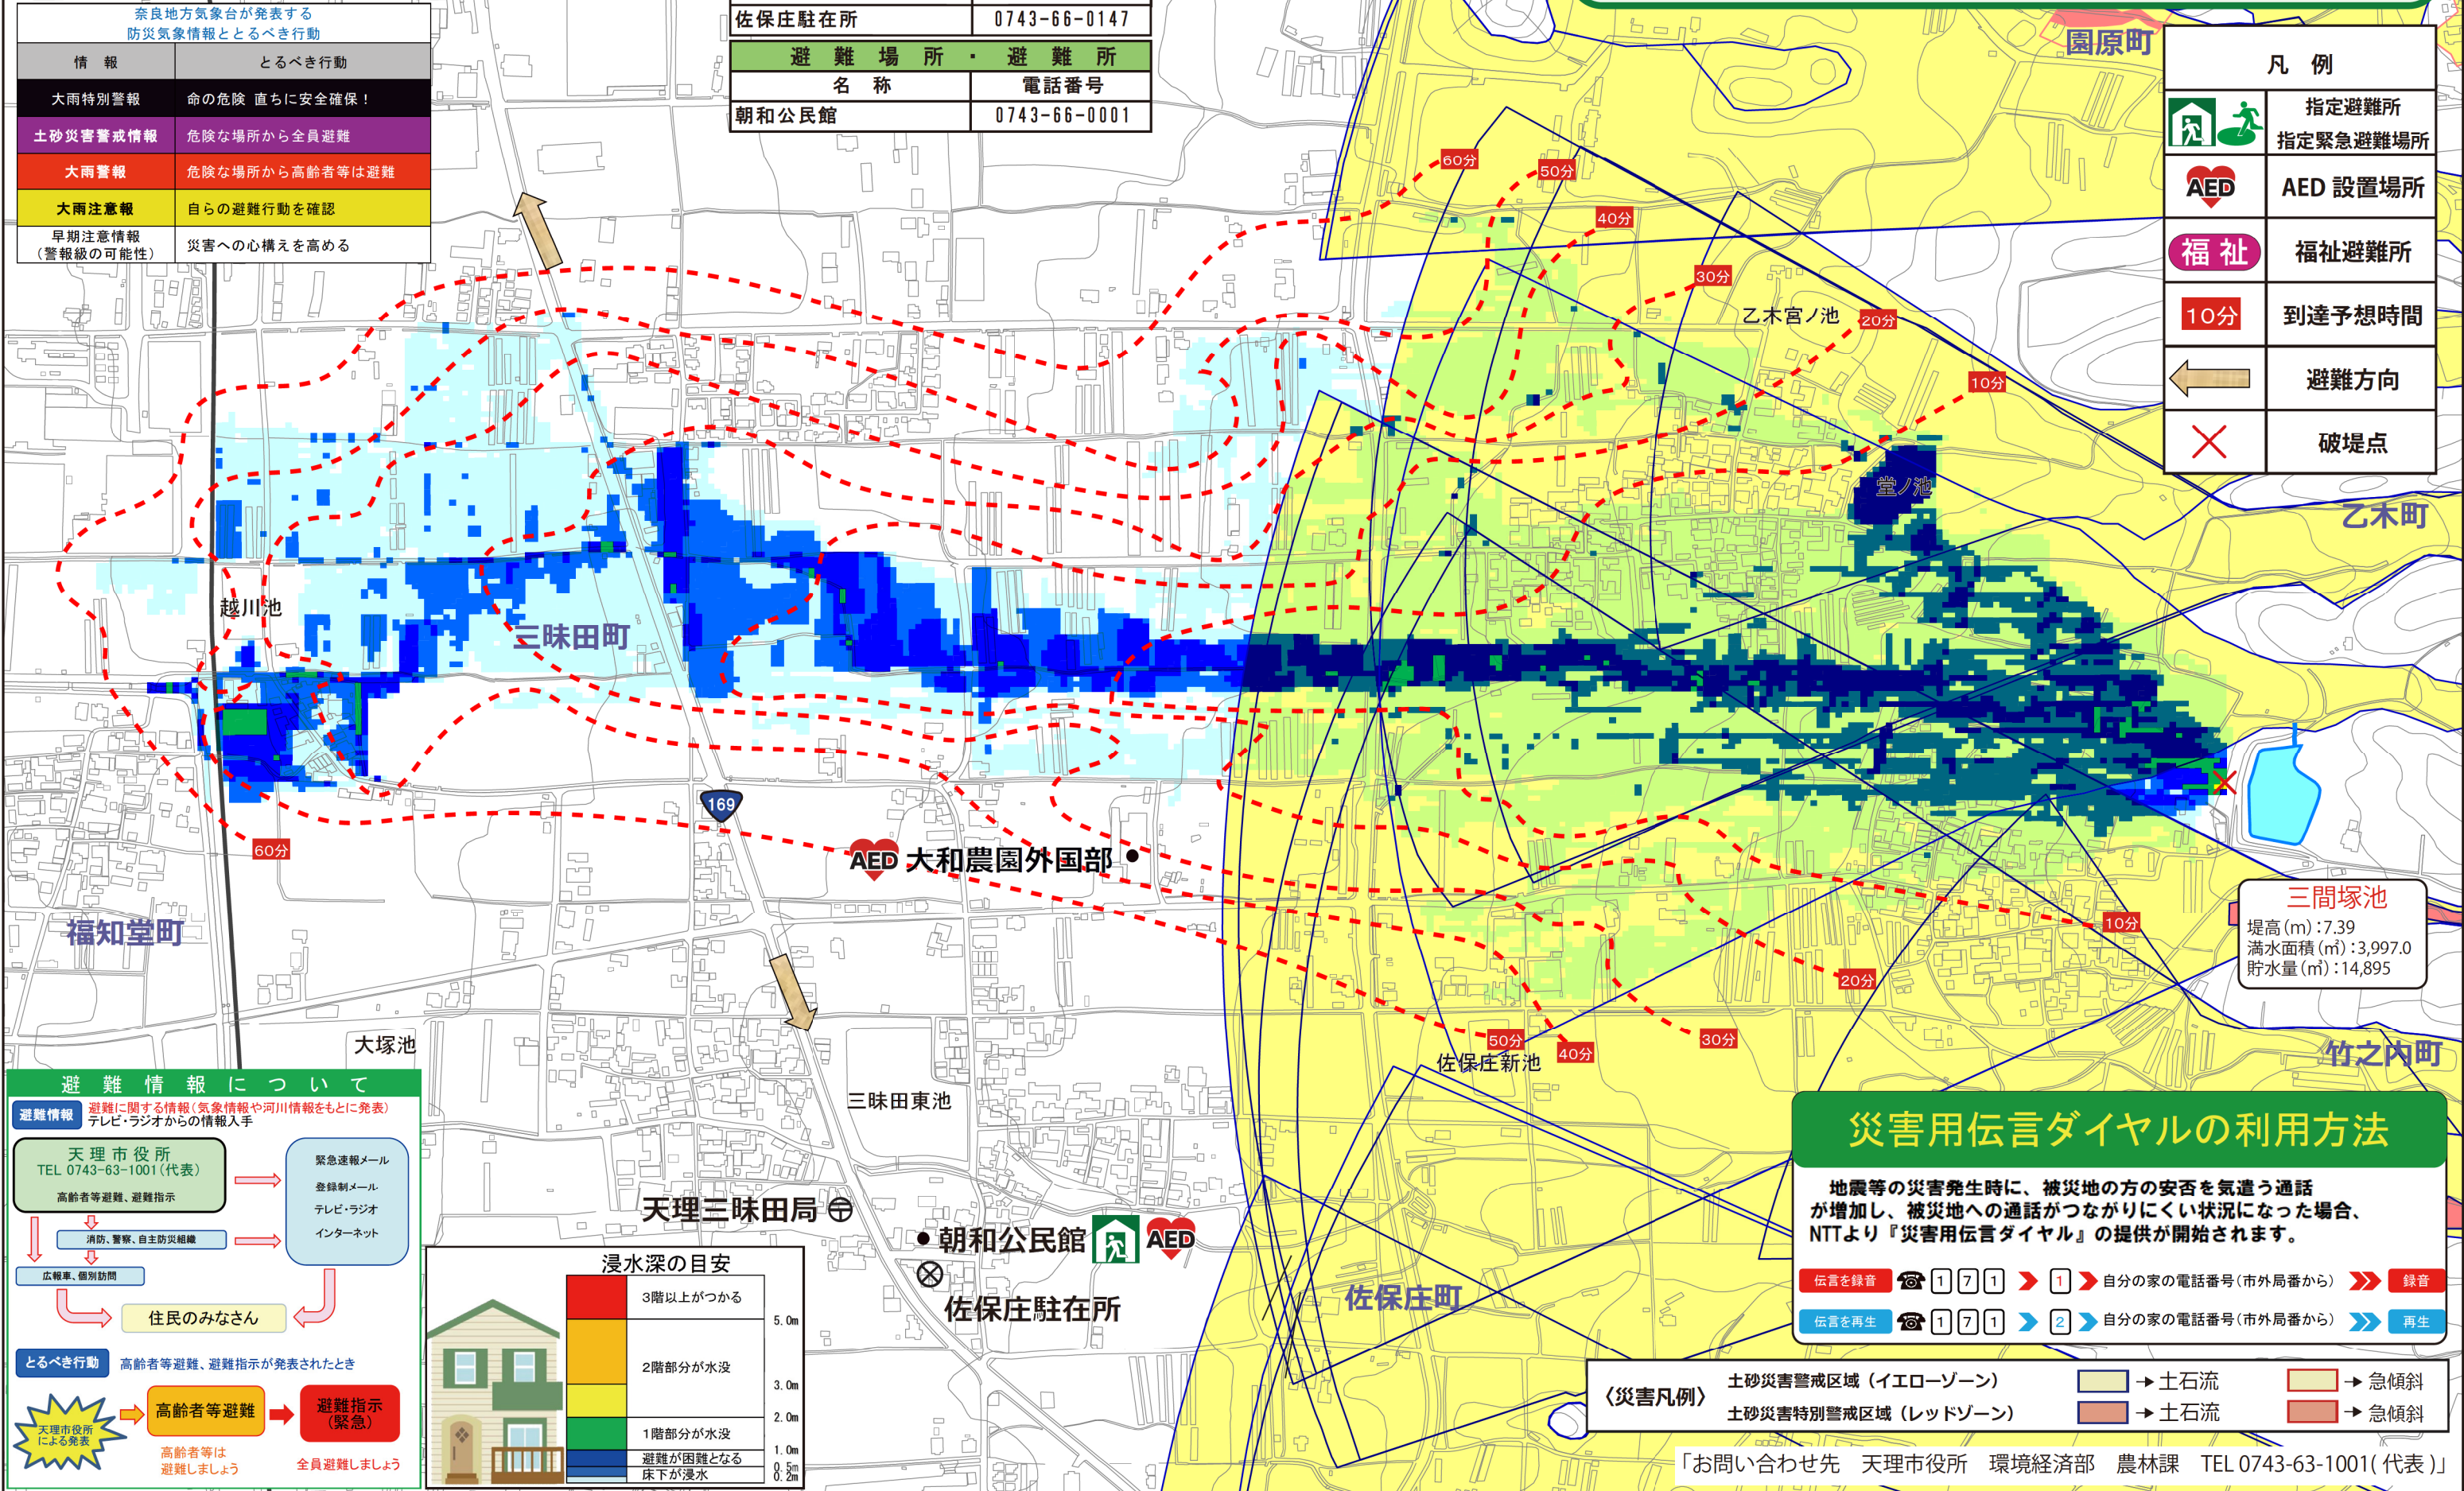 奈良地方気象台が発表する
防災気象情報ととるべき行動
情　報　とるべき行動
大雨特別警報　命の危険 直ちに安全確保！
土砂災害警戒情報　危険な場所から全員避難
大雨警報　危険な場所から高齢者等は避難
大雨注意報　自らの避難行動を確認
早期注意情報
（警報級の可能性）　災害への心構えを高める
佐保庄駐在所　0743-66-0147
避難場所・避難所
名　称　電話番号
朝和公民館　0743-66-0001
園原町
凡　例
指定避難所
指定緊急避難場所
AED　AED 設置場所
福祉　福祉避難所
10分　到達予想時間
避難方向
破堤点
60分
50分
40分
30分
乙木宮ノ池
20分
10分
堂ノ池
乙木町
越川池
三昧田町
169
60分
AED 大和農園外国部
福知堂町
三間塚池
堤高(m):7.39
満水面積(㎡):3,997.0
貯水量(㎥):14,895
10分
20分
30分
50分
40分
佐保庄新池
竹之内町
大塚池
三昧田東池
天理三昧田局
朝和公民館 AED
佐保庄駐在所
佐保庄町
避難情報について
避難情報　避難に関する情報（気象情報や河川情報をもとに発表）
テレビ・ラジオからの情報入手
天理市役所
TEL 0743-63-1001（代表）
高齢者等避難、避難指示
緊急速報メール
登録制メール
テレビ・ラジオ
インターネット
消防、警察、自主防災組織
広報車、個別訪問
住民のみなさん
とるべき行動　高齢者等避難、避難指示が発表されたとき
天理市役所
による発表
高齢者等避難
避難指示
（緊急）
高齢者等は
避難しましょう
全員避難しましょう
浸水深の目安
3階以上がつかる
5.0m
2階部分が水没
3.0m
2.0m
1階部分が水没
1.0m
避難が困難となる
0.5m
床下が浸水
0.2m
災害用伝言ダイヤルの利用方法
地震等の災害発生時に、被災地の方の安否を気遣う通話
が増加し、被災地への通話がつながりにくい状況になった場合、
NTTより『災害用伝言ダイヤル』の提供が開始されます。
伝言を録音　1 7 1　1　自分の家の電話番号（市外局番から）　録音
伝言を再生　1 7 1　2　自分の家の電話番号（市外局番から）　再生
〈災害凡例〉
土砂災害警戒区域（イエローゾーン）　→土石流　→急傾斜
土砂災害特別警戒区域（レッドゾーン）　→土石流　→急傾斜
「お問い合わせ先　天理市役所　環境経済部　農林課　TEL 0743-63-1001( 代表 )」